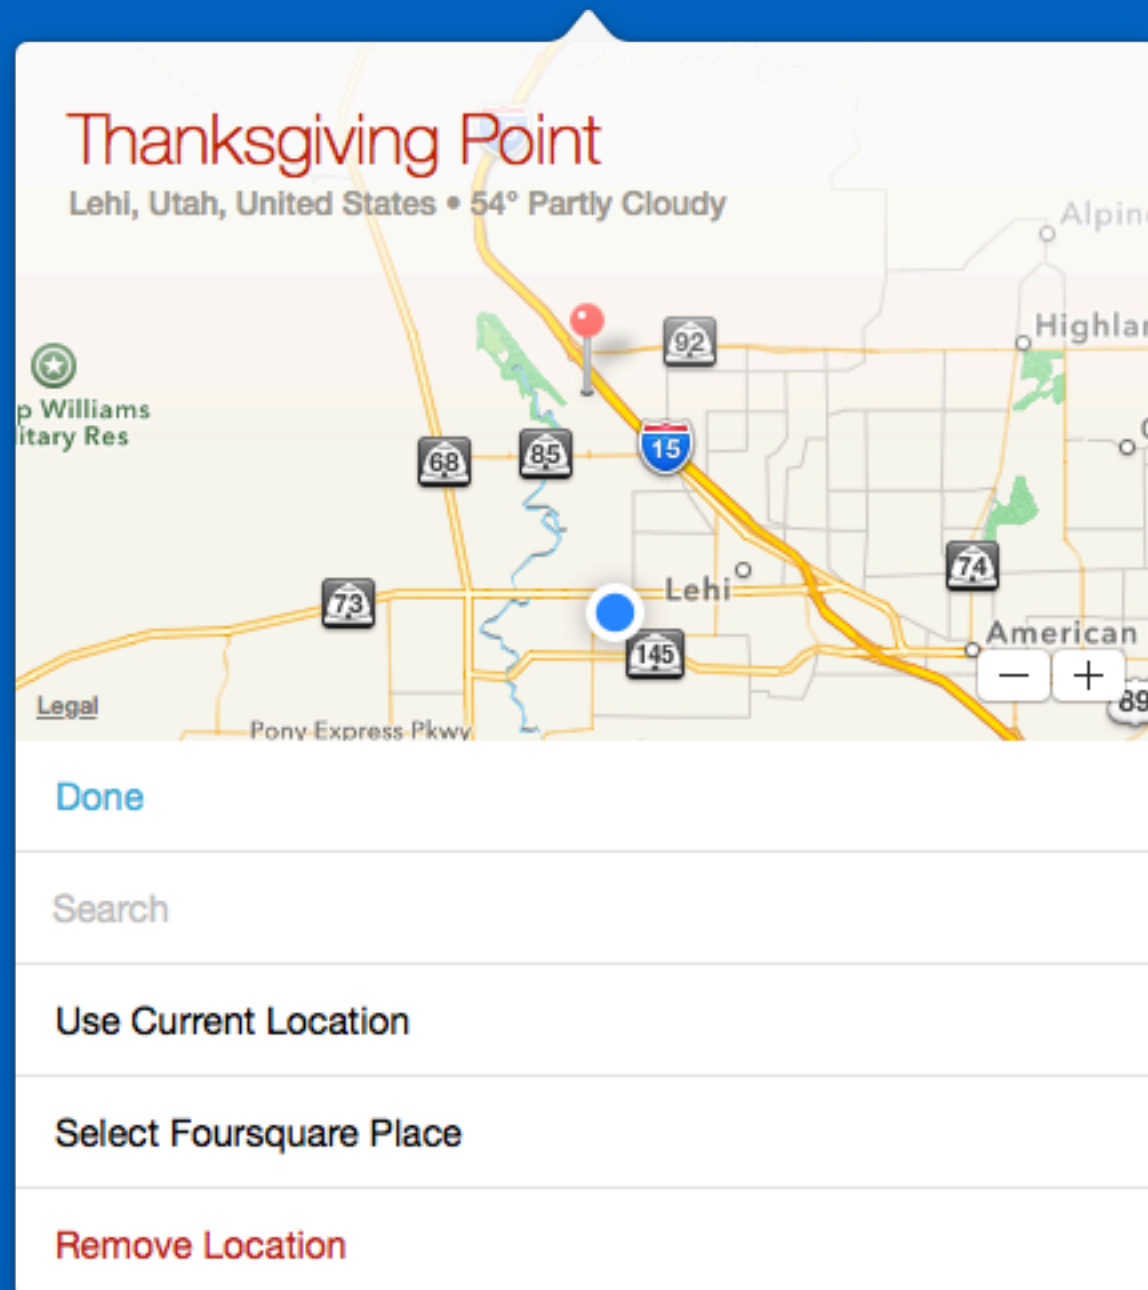 Thanksgiving Point
Lehi, Utah, United States • 54° Partly Cloudy
Alpin
Highlar
92
p Williams
itary Res
68
85
15
74
73
Lehi
American
145
89
Legal
Pony Express Pkwy
− +
Done
Search
Use Current Location
Select Foursquare Place
Remove Location